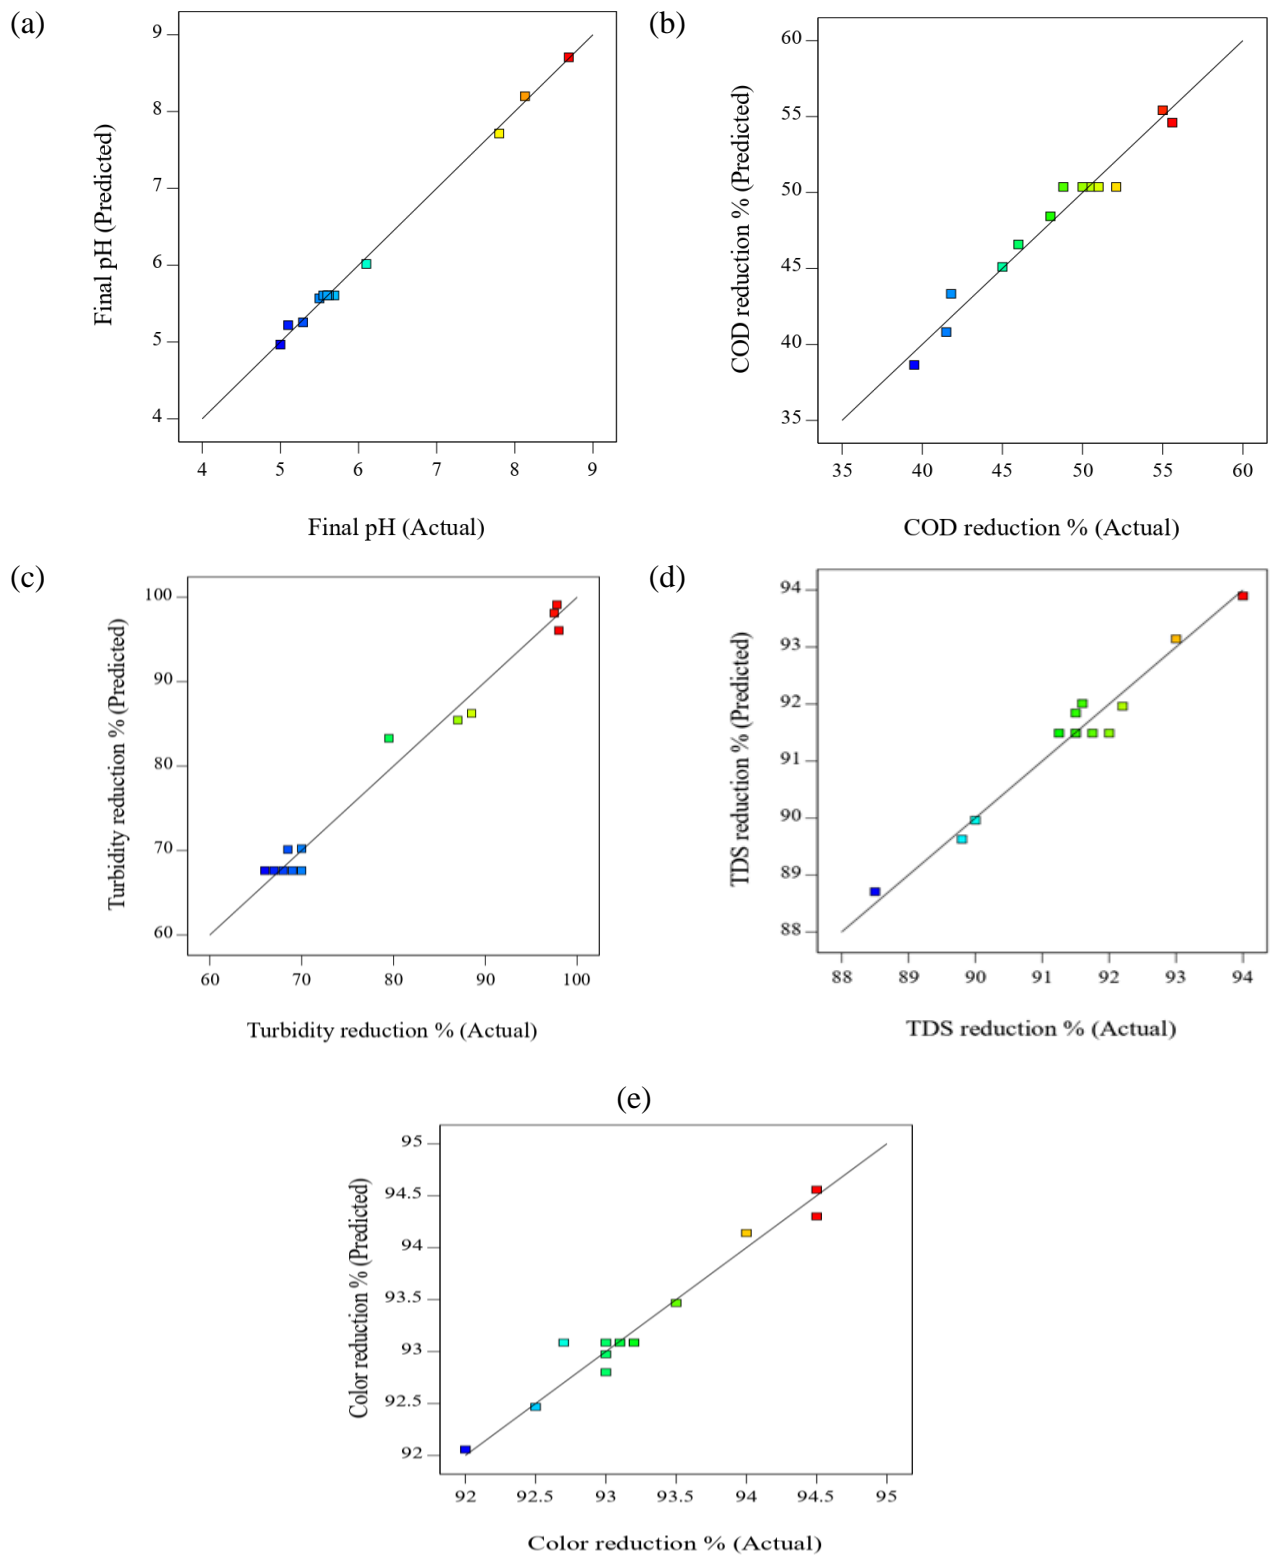 (a)
9
8
7
6
5
4
Final pH (Predicted)
4 5 6 7 8 9
Final pH (Actual)
(b)
60
55
50
45
40
35
COD reduction % (Predicted)
35 40 45 50 55 60
COD reduction % (Actual)
(c)
100
90
80
70
60
Turbidity reduction % (Predicted)
60 70 80 90 100
Turbidity reduction % (Actual)
(d)
94
93
92
91
90
89
88
TDS reduction % (Predicted)
88 89 90 91 92 93 94
TDS reduction % (Actual)
(e)
95
94.5
94
93.5
93
92.5
92
Color reduction % (Predicted)
92 92.5 93 93.5 94 94.5 95
Color reduction % (Actual)